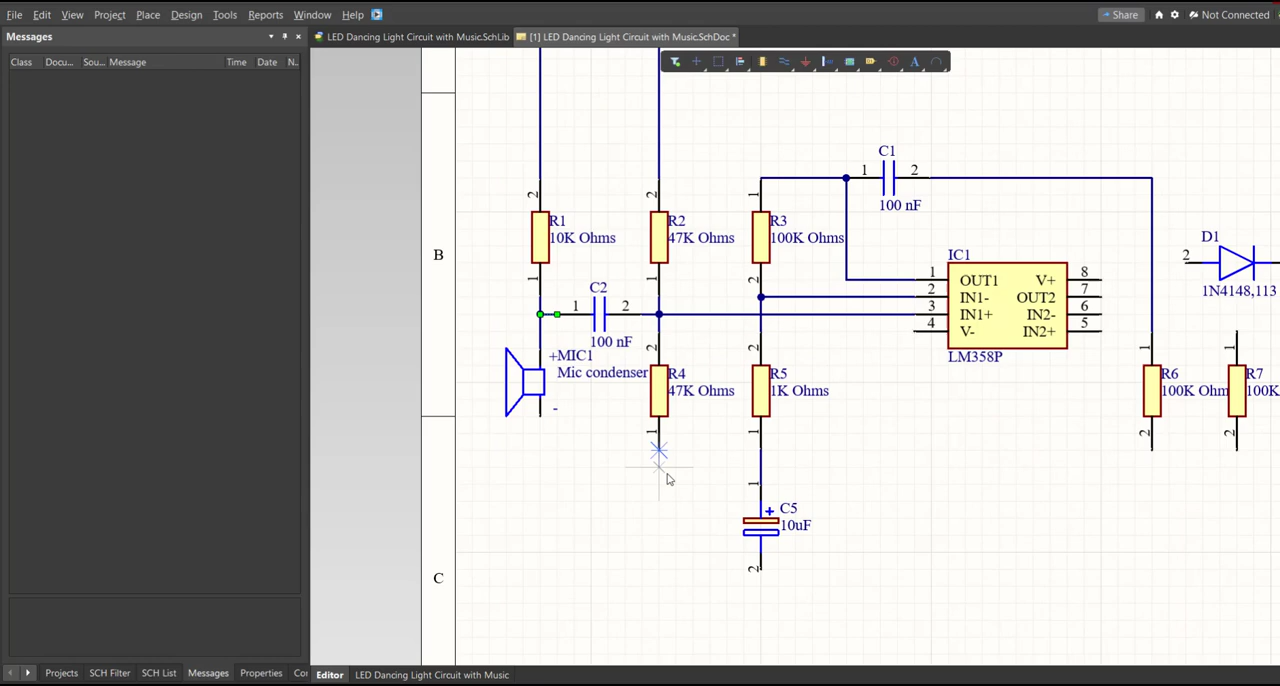 File Edit View Project Place Design Tools Reports Window Help
Share Not Connected
Messages
LED Dancing Light Circuit with Music.SchLib
[1] LED Dancing Light Circuit with Music.SchDoc *
Class Docu... Sou... Message Time Date N..
A
B
C
2
R1
10K Ohms
1
2
R2
47K Ohms
1
1
R3
100K Ohms
2
C1
1 2
100 nF
C2
1 2
100 nF
IC1
1 OUT1 V+ 8
2 IN1- OUT2 7
3 IN1+ IN2- 6
4 V- IN2+ 5
LM358P
D1
2
1N4148,113
+MIC1
Mic condenser
-
2
R4
47K Ohms
1
2
R5
1K Ohms
1
1
R6
100K Ohm
2
1
R7
100K
2
1
+ C5
10uF
2
Projects SCH Filter SCH List Messages Properties Co
Editor LED Dancing Light Circuit with Music